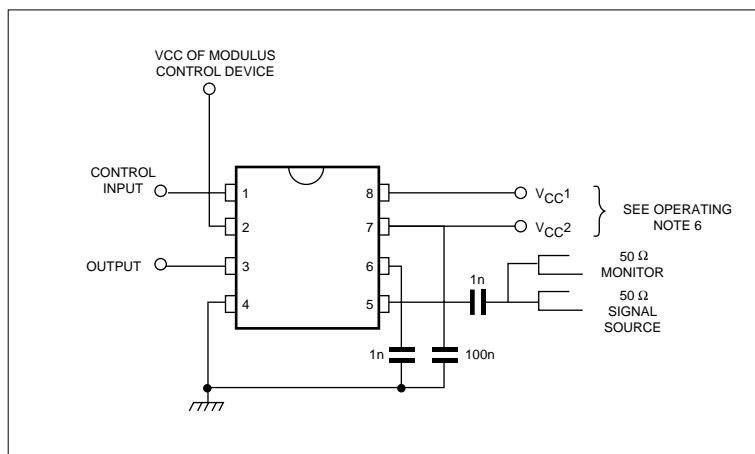 VCC OF MODULUS
CONTROL DEVICE
CONTROL
INPUT
1
8
VCC1
2
7
VCC2
SEE OPERATING
NOTE 6
OUTPUT
3
6
50 Ω
MONITOR
1n
4
5
50 Ω
SIGNAL
SOURCE
1n
100n